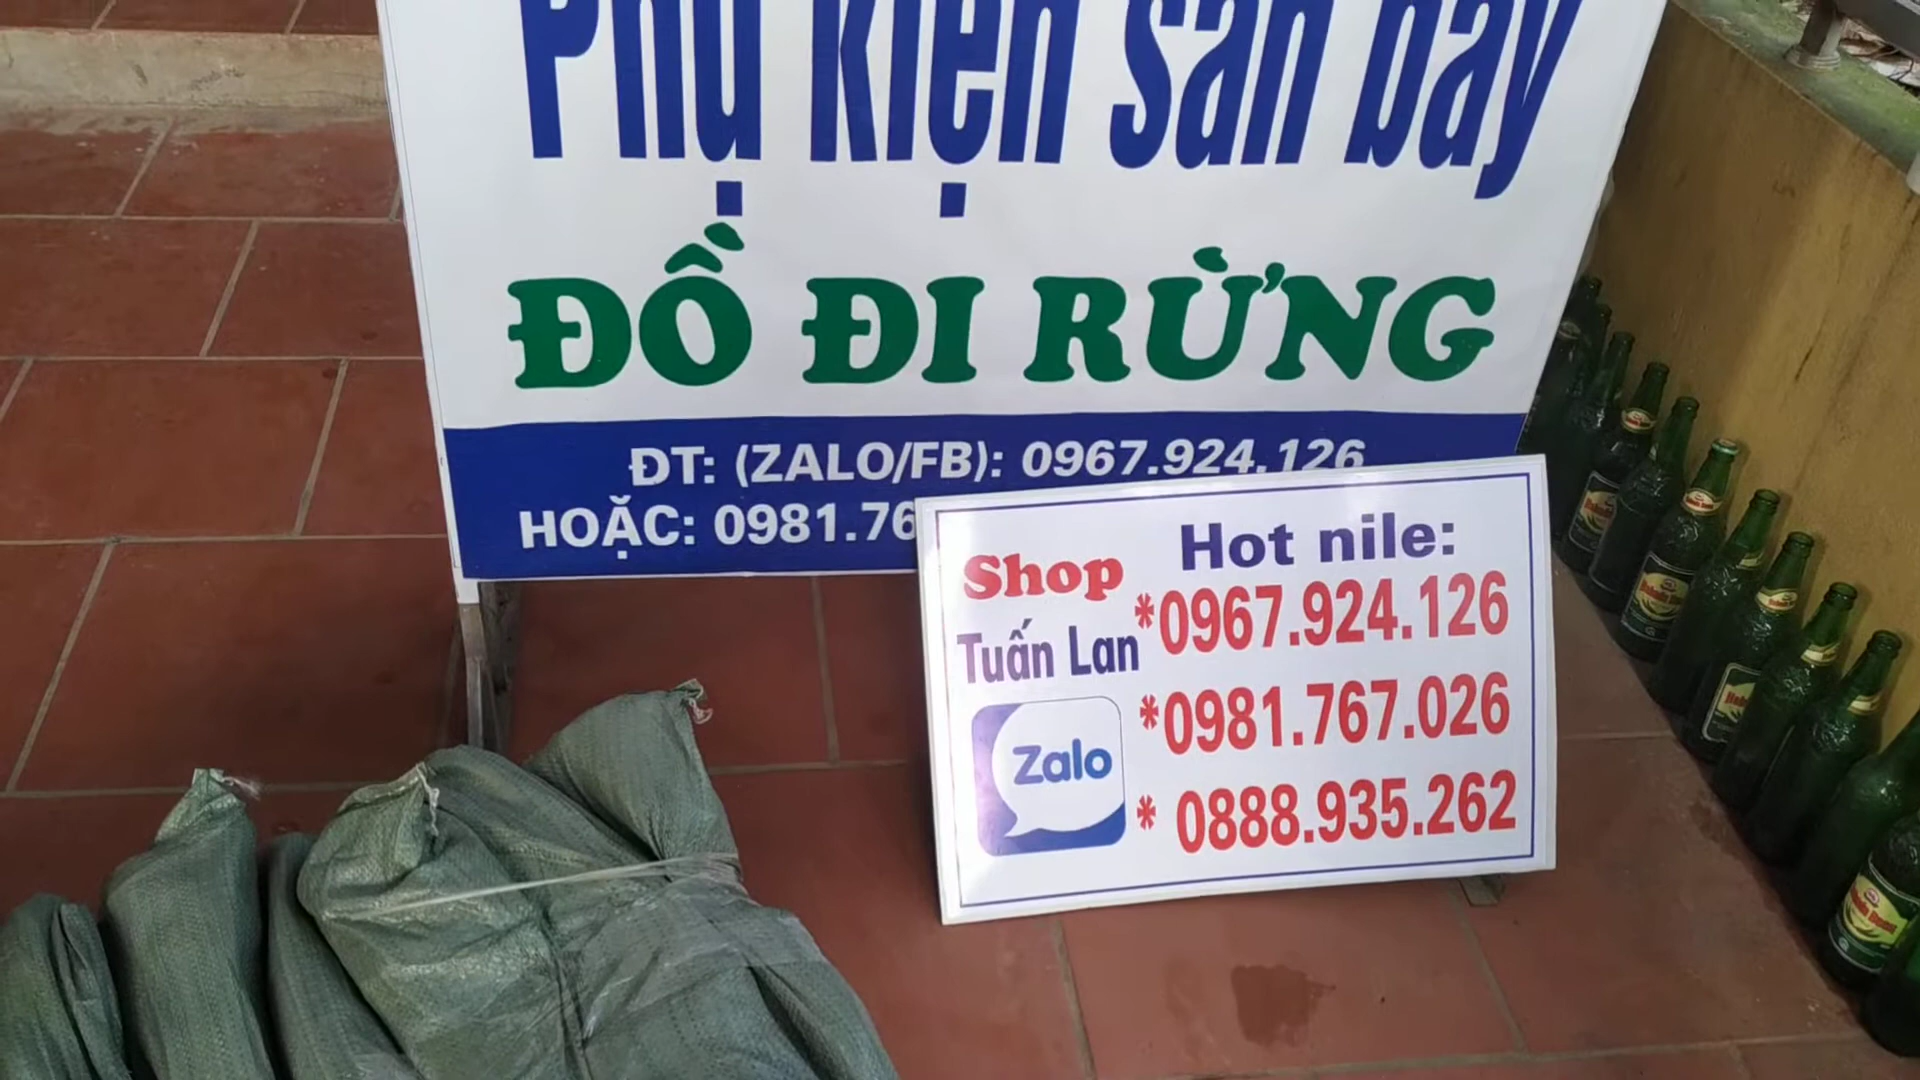 Phụ kiện săn bay
ĐỒ ĐI RỪNG
ĐT: (ZALO/FB): 0967.924.126
HOẶC: 0981.76
Shop
Tuấn Lan
Zalo
Hot nile:
*0967.924.126
*0981.767.026
* 0888.935.262